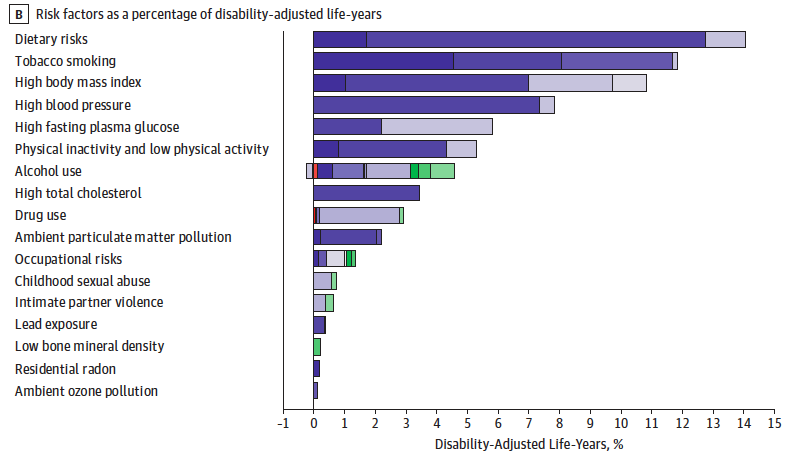 B Risk factors as a percentage of disability-adjusted life-years
Dietary risks
Tobacco smoking
High body mass index
High blood pressure
High fasting plasma glucose
Physical inactivity and low physical activity
Alcohol use
High total cholesterol
Drug use
Ambient particulate matter pollution
Occupational risks
Childhood sexual abuse
Intimate partner violence
Lead exposure
Low bone mineral density
Residential radon
Ambient ozone pollution
–1 0 1 2 3 4 5 6 7 8 9 10 11 12 13 14 15
Disability-Adjusted Life-Years, %